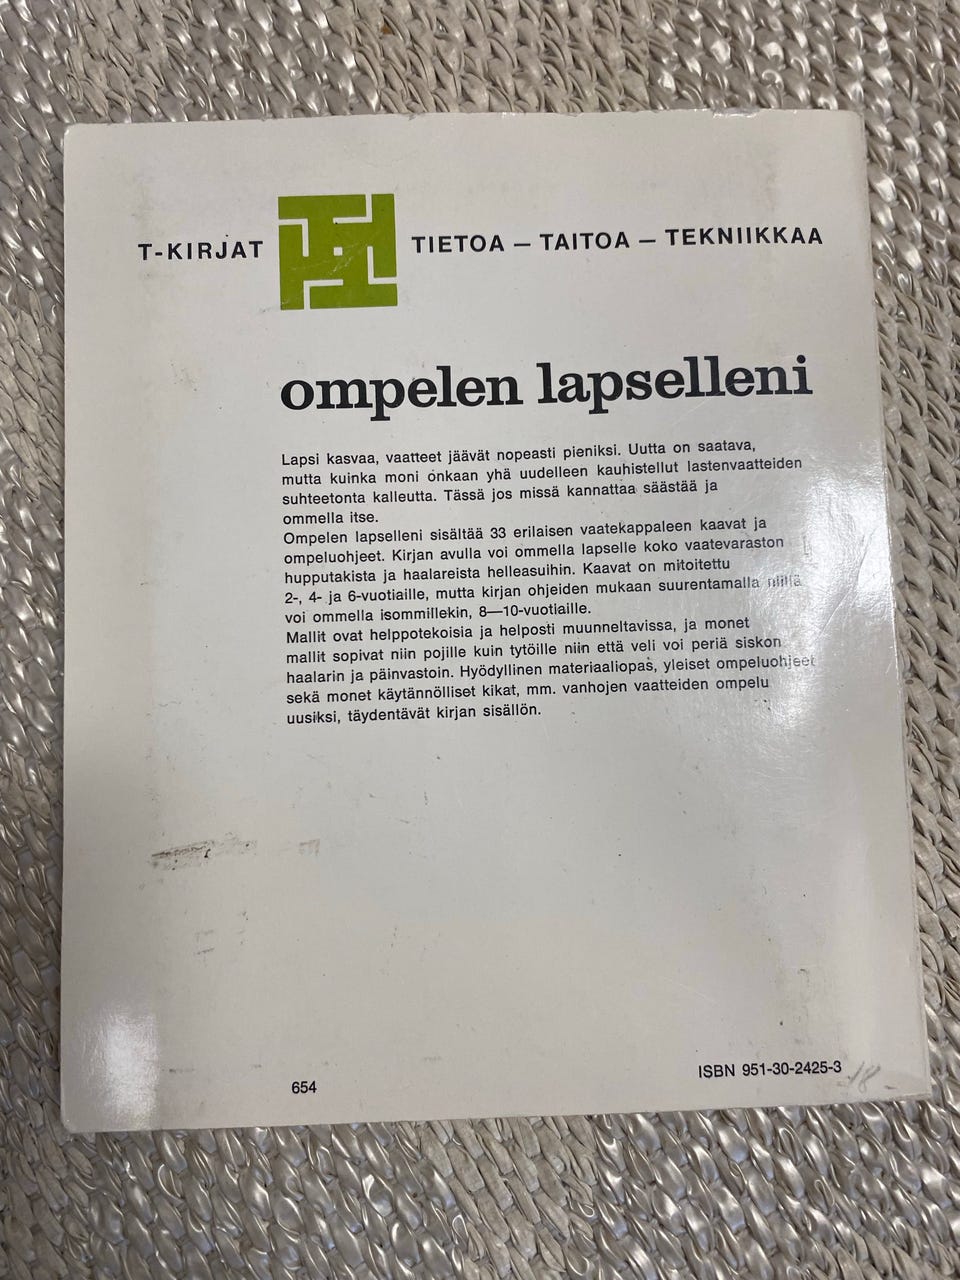 T-KIRJAT TIETOA — TAITOA — TEKNIIKKAA
ompelen lapselleni
Lapsi kasvaa, vaatteet jäävät nopeasti pieniksi. Uutta on saatava,
mutta kuinka moni onkaan yhä uudelleen kauhistellut lastenvaatteiden
suhteetonta kalleutta. Tässä jos missä kannattaa säästää ja
ommella itse.
Ompelen lapselleni sisältää 33 erilaisen vaatekappaleen kaavat ja
ompeluohjeet. Kirjan avulla voi ommella lapselle koko vaatevaraston
hupputakista ja haalareista helleasuihin. Kaavat on mitoitettu
2-, 4- ja 6-vuotiaille, mutta kirjan ohjeiden mukaan suurentamalla niillä
voi ommella isommillekin, 8—10-vuotiaille.
Mallit ovat helppotekoisia ja helposti muunneltavissa, ja monet
mallit sopivat niin pojille kuin tytöille niin että veli voi periä siskon
haalarin ja päinvastoin. Hyödyllinen materiaaliopas, yleiset ompeluohjeet
sekä monet käytännölliset kikat, mm. vanhojen vaatteiden ompelu
uusiksi, täydentävät kirjan sisällön.
654
ISBN 951-30-2425-3
18